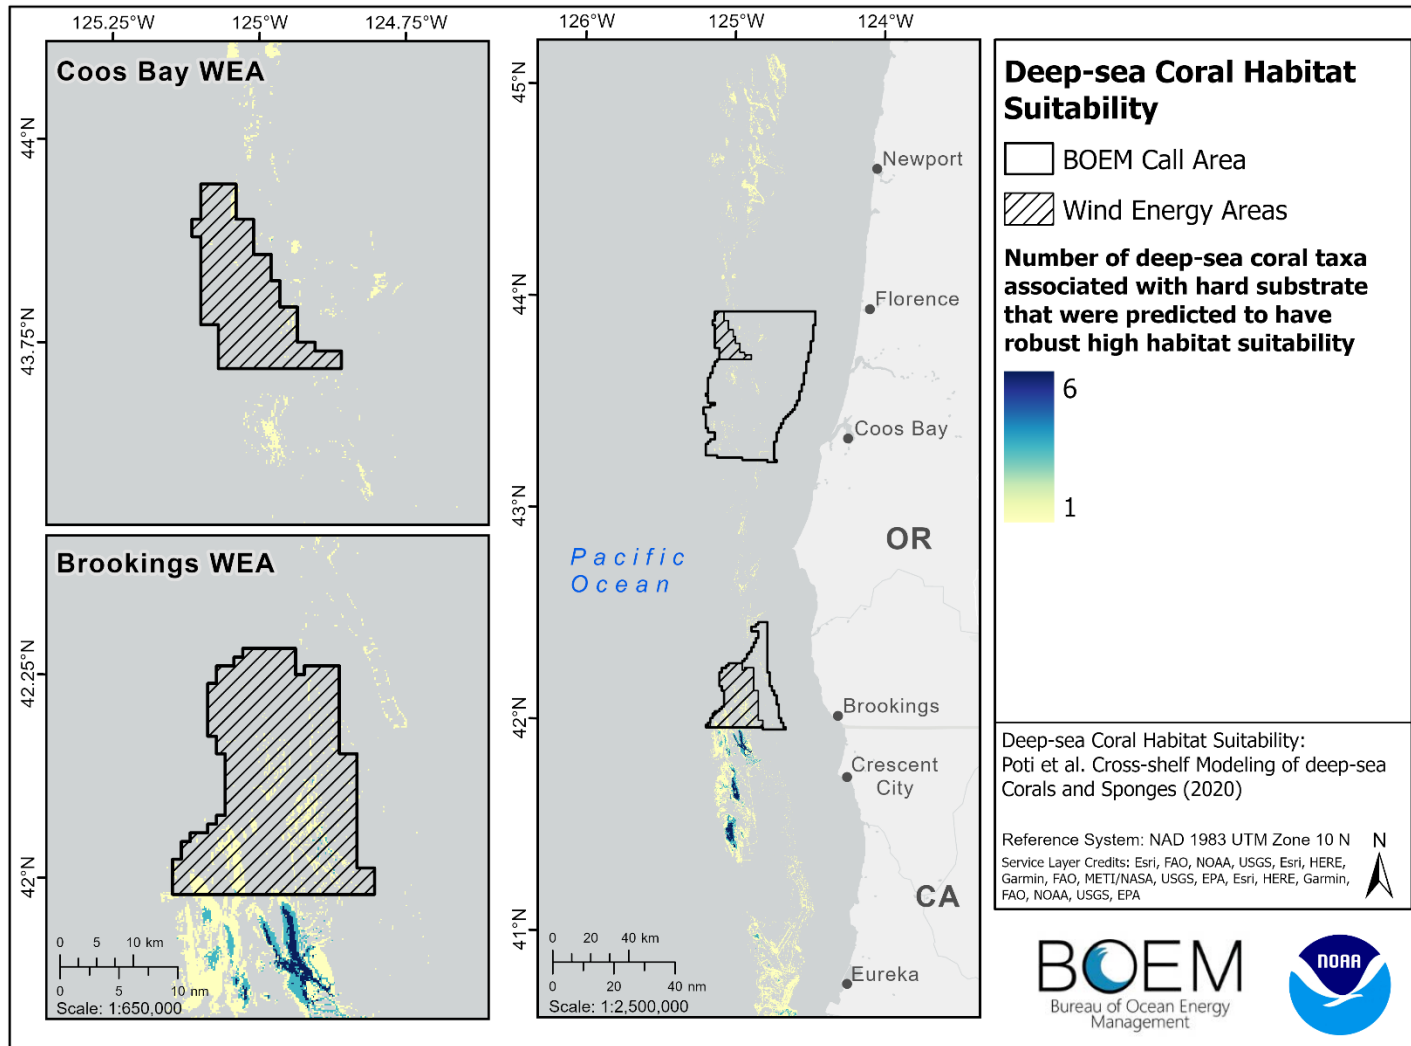 125.25°W
125°W
124.75°W
Coos Bay WEA
44°N
43.75°N
Brookings WEA
42.25°N
42°N
0 5 10 km
0 5 10 nm
Scale: 1:650,000
126°W
125°W
124°W
45°N
44°N
43°N
42°N
41°N
Newport
Florence
Coos Bay
OR
Pacific
Ocean
Brookings
Crescent
City
CA
Eureka
0 20 40 km
0 20 40 nm
Scale: 1:2,500,000
Deep-sea Coral Habitat
Suitability
BOEM Call Area
Wind Energy Areas
Number of deep-sea coral taxa
associated with hard substrate
that were predicted to have
robust high habitat suitability
6
1
Deep-sea Coral Habitat Suitability:
Poti et al. Cross-shelf Modeling of deep-sea
Corals and Sponges (2020)
Reference System: NAD 1983 UTM Zone 10 N
N
Service Layer Credits: Esri, FAO, NOAA, USGS, Esri, HERE,
Garmin, FAO, METI/NASA, USGS, EPA, Esri, HERE, Garmin,
FAO, NOAA, USGS, EPA
BOEM
Bureau of Ocean Energy
Management
NOAA